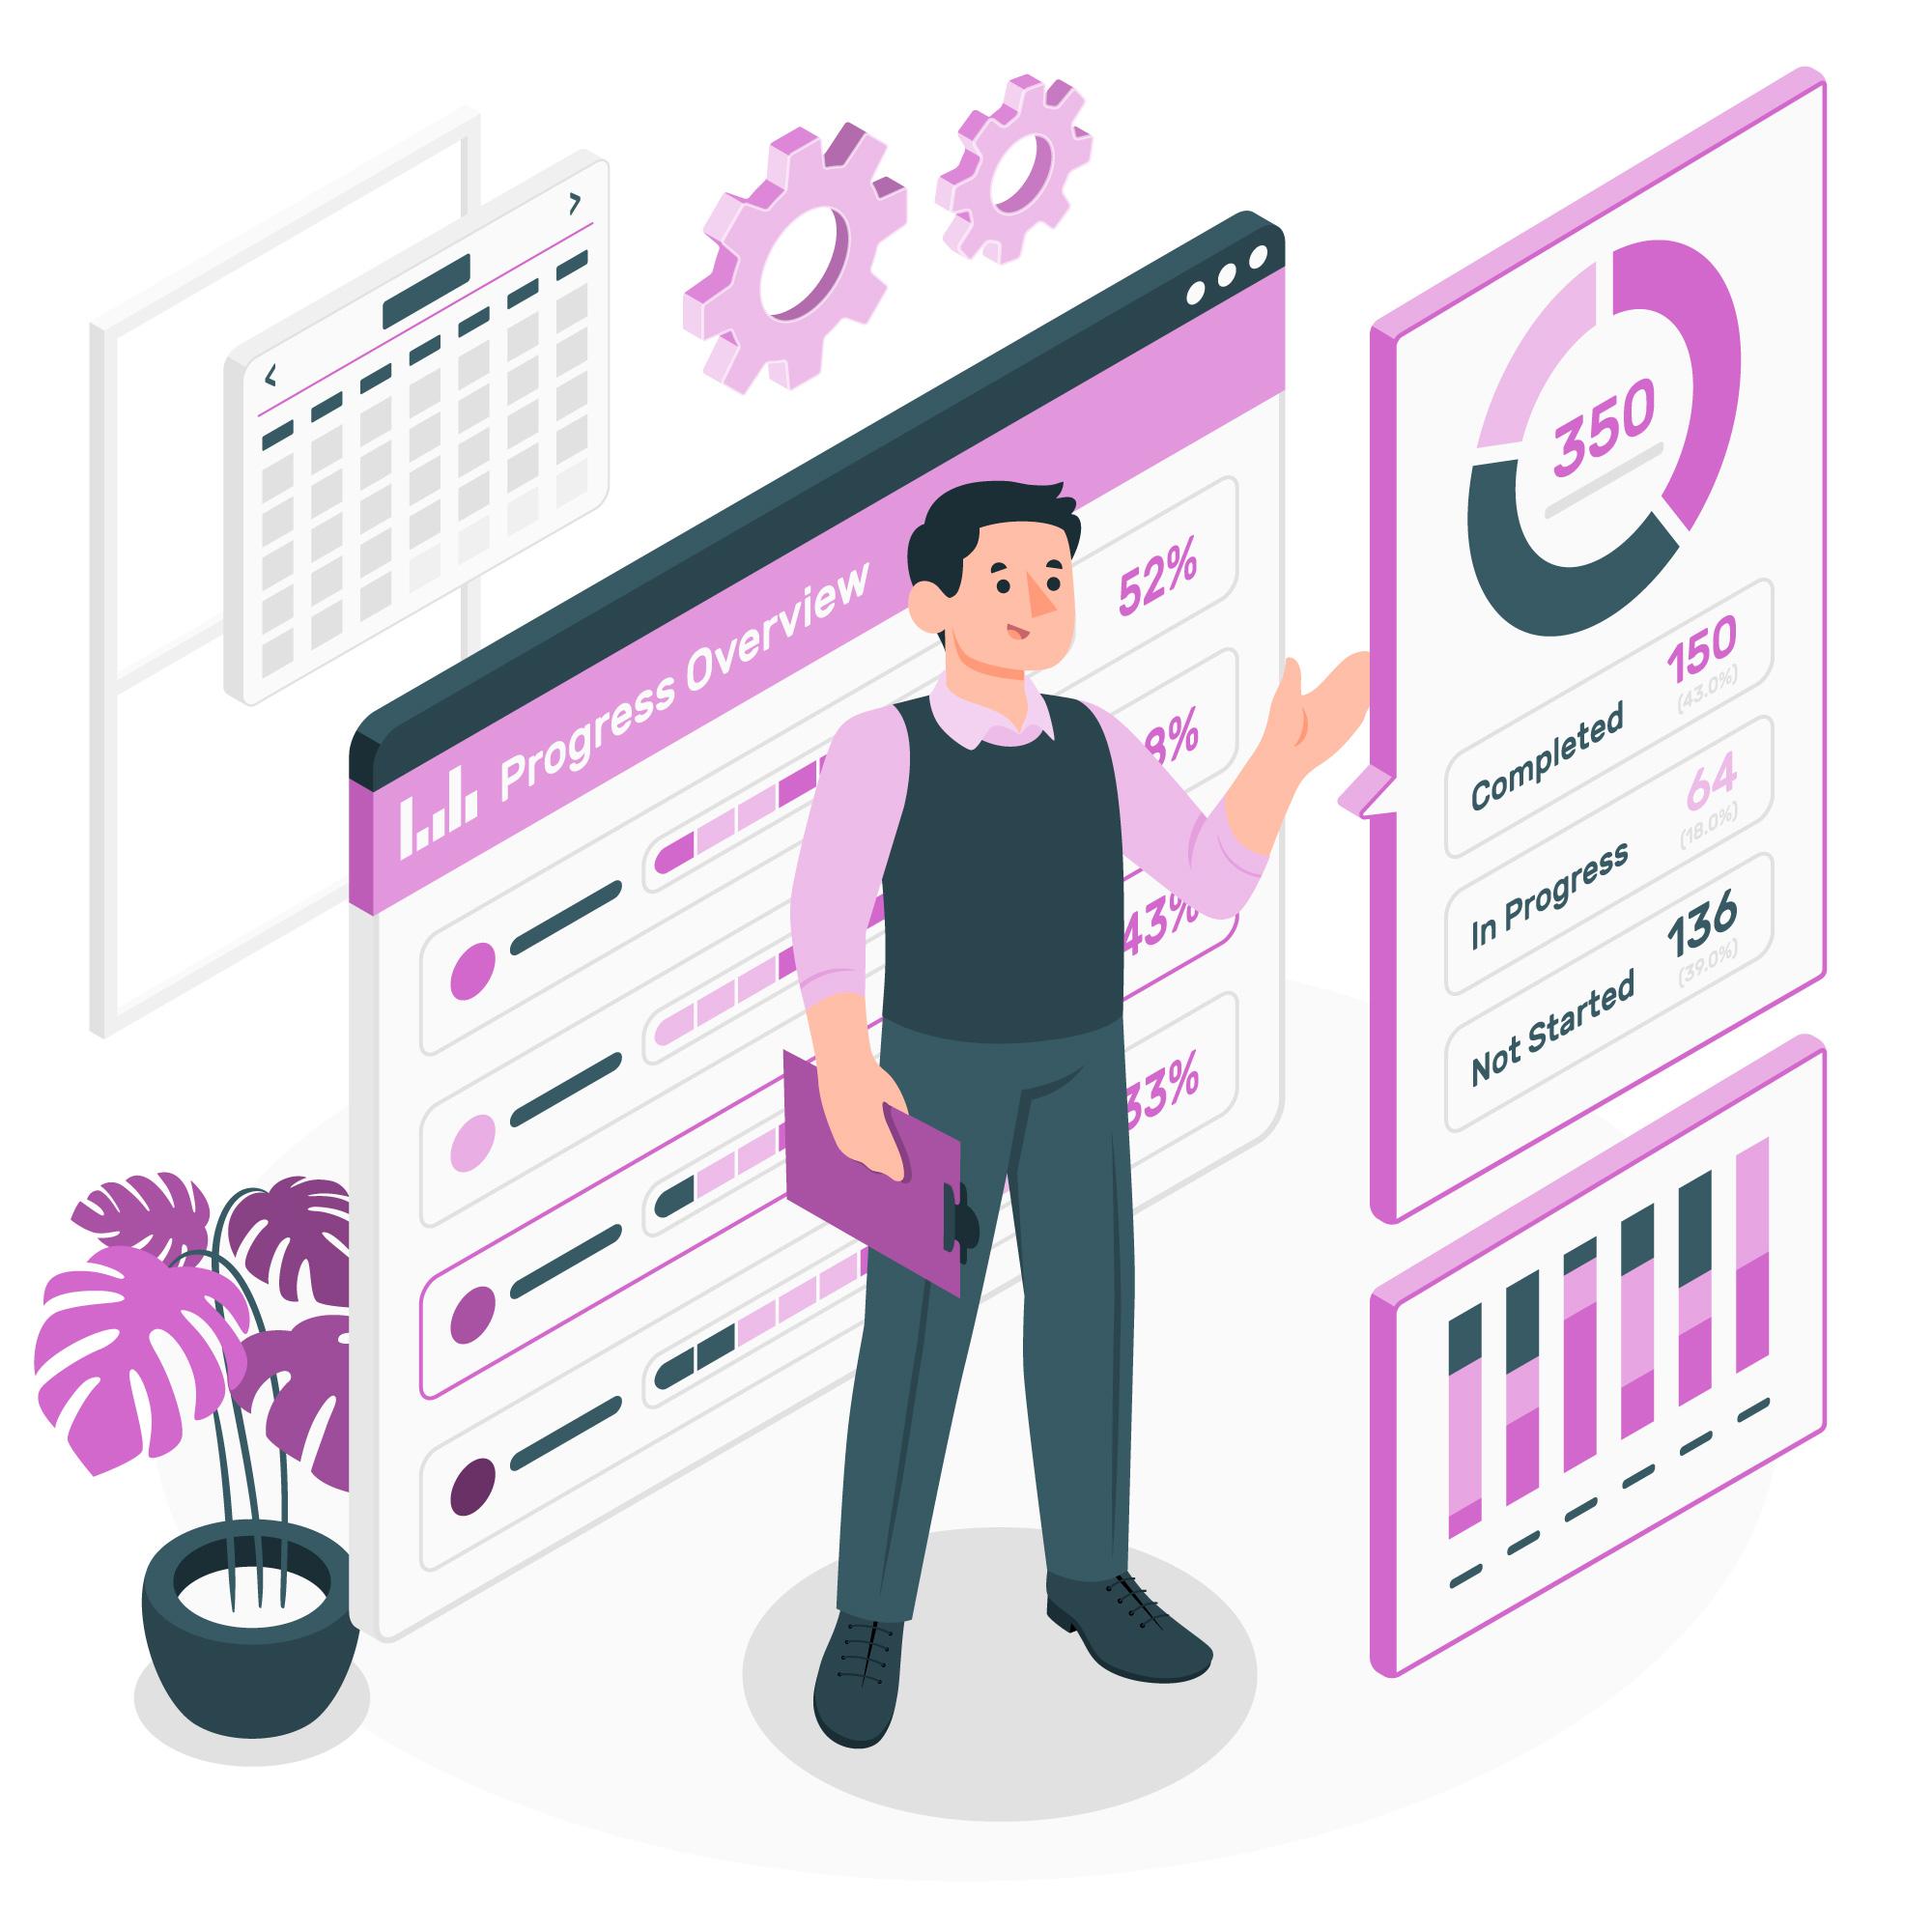 Progress Overview
52%
8%
43%
33%
350
Completed
150
(43.0%)
In Progress
64
(18.0%)
Not Started
136
(39.0%)